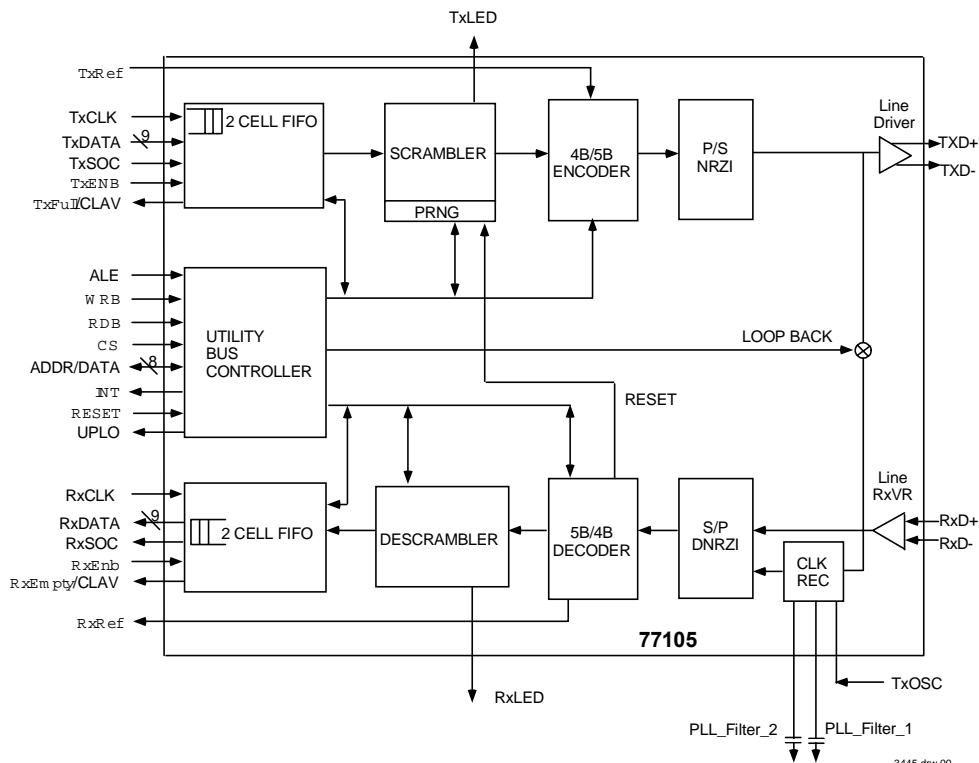 TxLED
TxRef
TxCLK
TxDATA
9
TxSOC
TxENB
TxFull/CLAV
2 CELL FIFO
SCRAMBLER
PRNG
4B/5B
ENCODER
P/S
NRZI
Line
Driver
TXD+
TXD-
ALE
WRB
RDB
CS
ADDR/DATA
8
INT
RESET
UPLO
UTILITY
BUS
CONTROLLER
LOOP BACK
RESET
RxCLK
RxDATA
9
RxSOC
RxEnb
RxEmpty/CLAV
RxRef
2 CELL FIFO
DESCRAMBLER
5B/4B
DECODER
S/P
DNRZI
Line
RxVR
RxD+
RxD-
CLK
REC
77105
TxOSC
RxLED
PLL_Filter_2
PLL_Filter_1